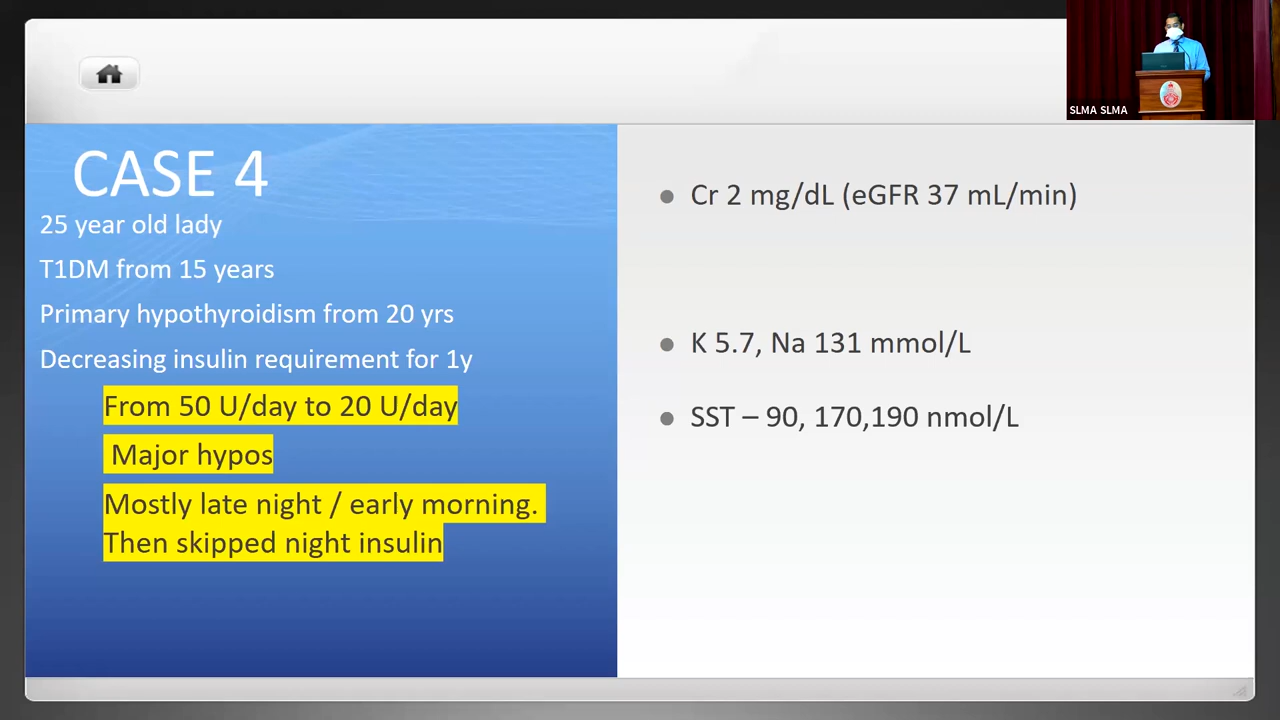 SLMA SLMA
CASE 4
25 year old lady
T1DM from 15 years
Primary hypothyroidism from 20 yrs
Decreasing insulin requirement for 1y
From 50 U/day to 20 U/day
Major hypos
Mostly late night / early morning.
Then skipped night insulin
Cr 2 mg/dL (eGFR 37 mL/min)
K 5.7, Na 131 mmol/L
SST – 90, 170,190 nmol/L